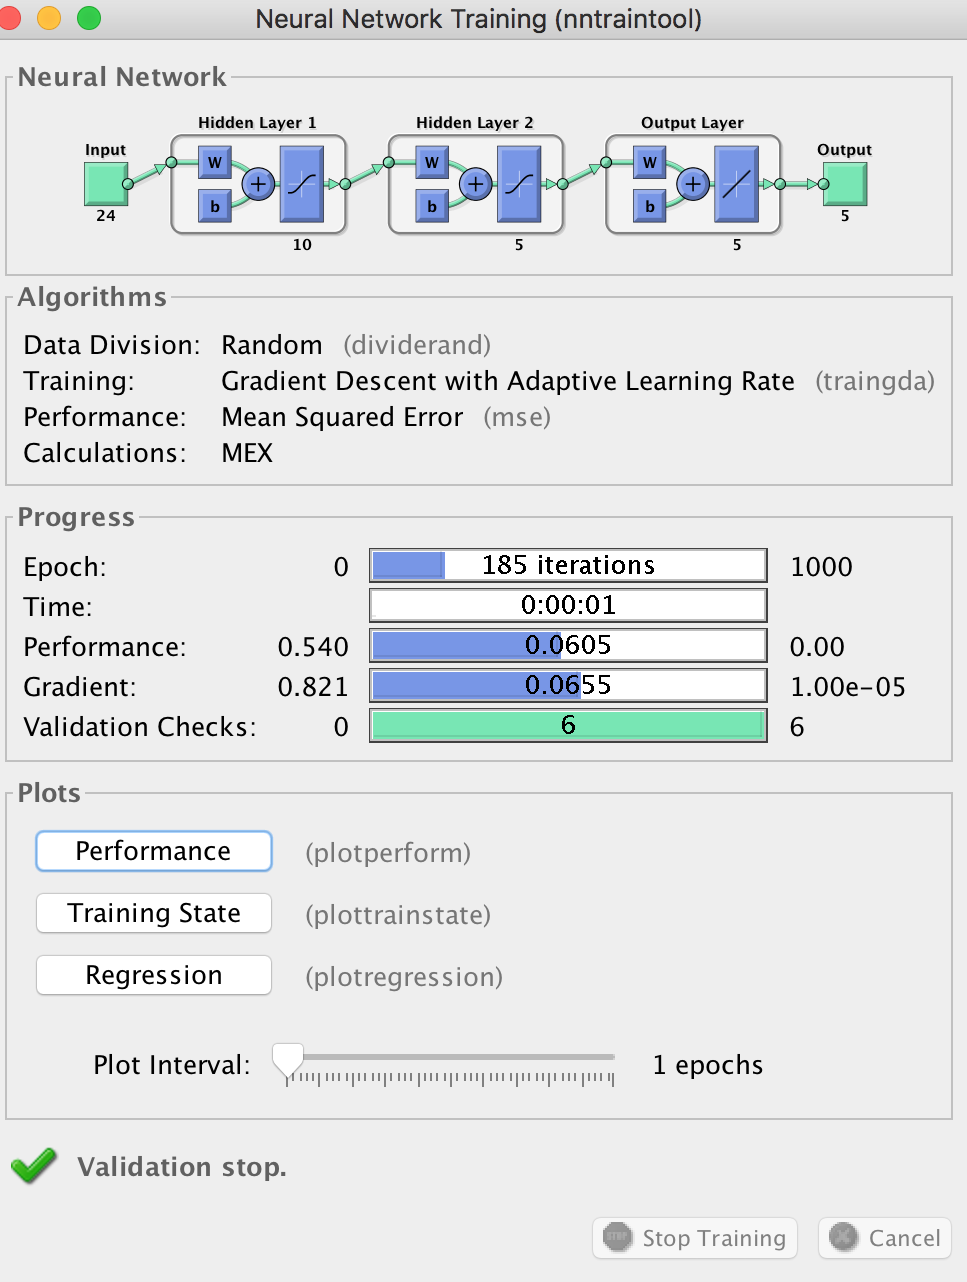 Neural Network Training (nntraintool)
Neural Network
Hidden Layer 1 Hidden Layer 2 Output Layer
Input Output
W W W
b b b
24 5
10 5 5
Algorithms
Data Division: Random (dividerand)
Training: Gradient Descent with Adaptive Learning Rate (traingda)
Performance: Mean Squared Error (mse)
Calculations: MEX
Progress
Epoch: 0 185 iterations 1000
Time: 0:00:01
Performance: 0.540 0.0605 0.00
Gradient: 0.821 0.0655 1.00e-05
Validation Checks: 0 6 6
Plots
Performance (plotperform)
Training State (plottrainstate)
Regression (plotregression)
Plot Interval: 1 epochs
Validation stop.
STOP Stop Training Cancel